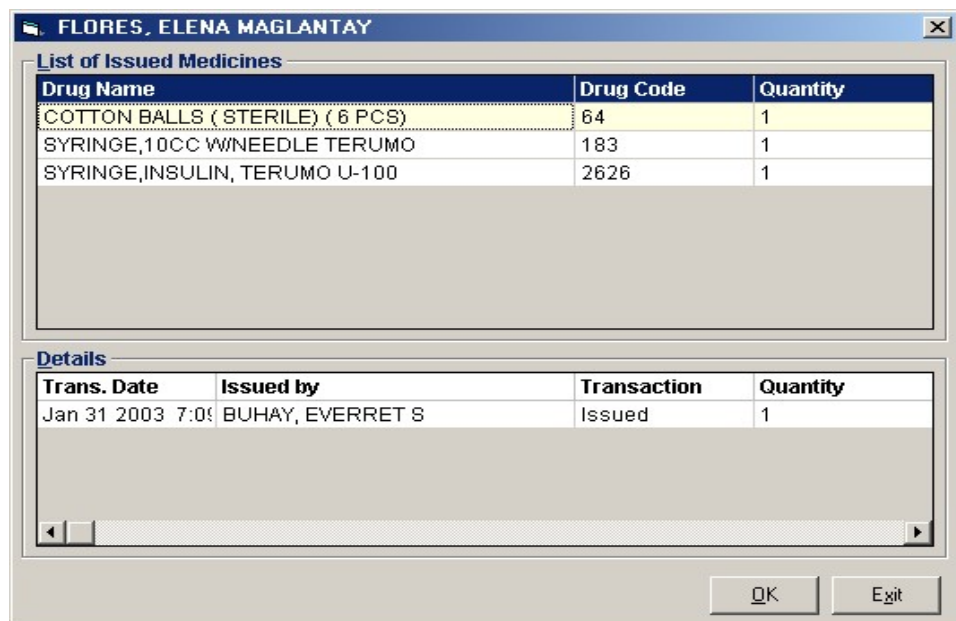 FLORES, ELENA MAGLANTAY
List of Issued Medicines
Drug Name Drug Code Quantity
COTTON BALLS ( STERILE) ( 6 PCS) 64 1
SYRINGE,10CC W/NEEDLE TERUMO 183 1
SYRINGE,INSULIN, TERUMO U-100 2626 1
Details
Trans. Date Issued by Transaction Quantity
Jan 31 2003 7:09 BUHAY, EVERRET S Issued 1
OK Exit